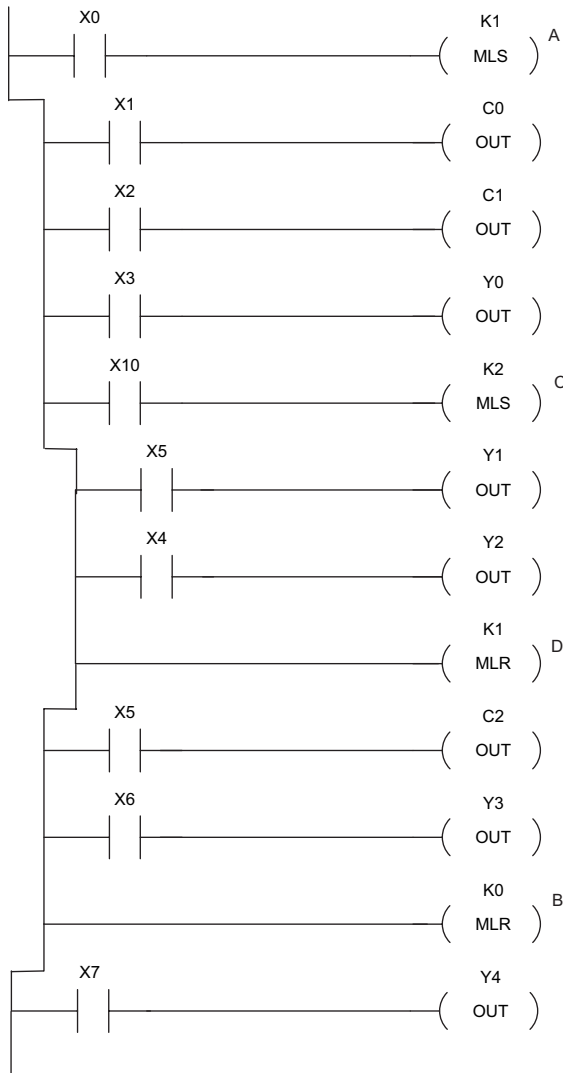 X0 K1
MLS A
X1 C0
OUT
X2 C1
OUT
X3 Y0
OUT
X10 K2
MLS C
X5 Y1
OUT
X4 Y2
OUT
K1
MLR D
X5 C2
OUT
X6 Y3
OUT
K0
MLR B
X7 Y4
OUT